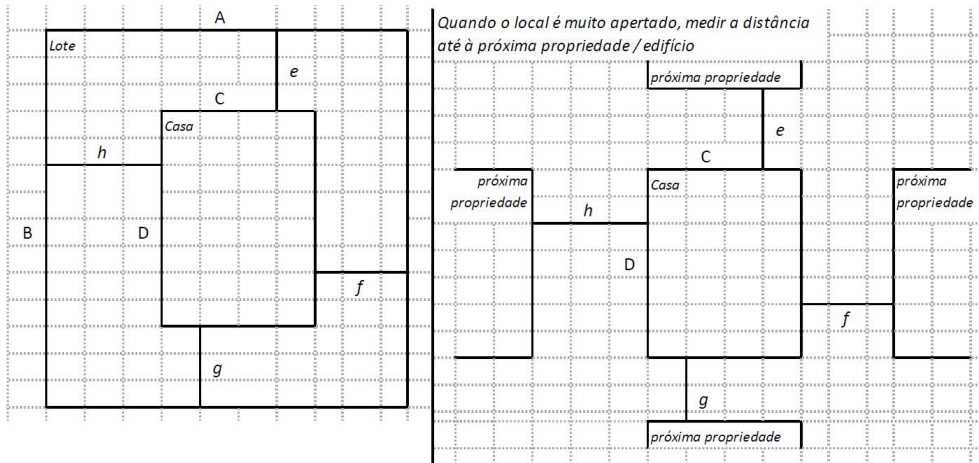 A
Lote
e
C
Casa
h
B
D
f
g
Quando o local é muito apertado, medir a distância
até à próxima propriedade / edifício
próxima propriedade
e
C
próxima
propriedade
Casa
próxima
propriedade
h
D
f
g
próxima propriedade